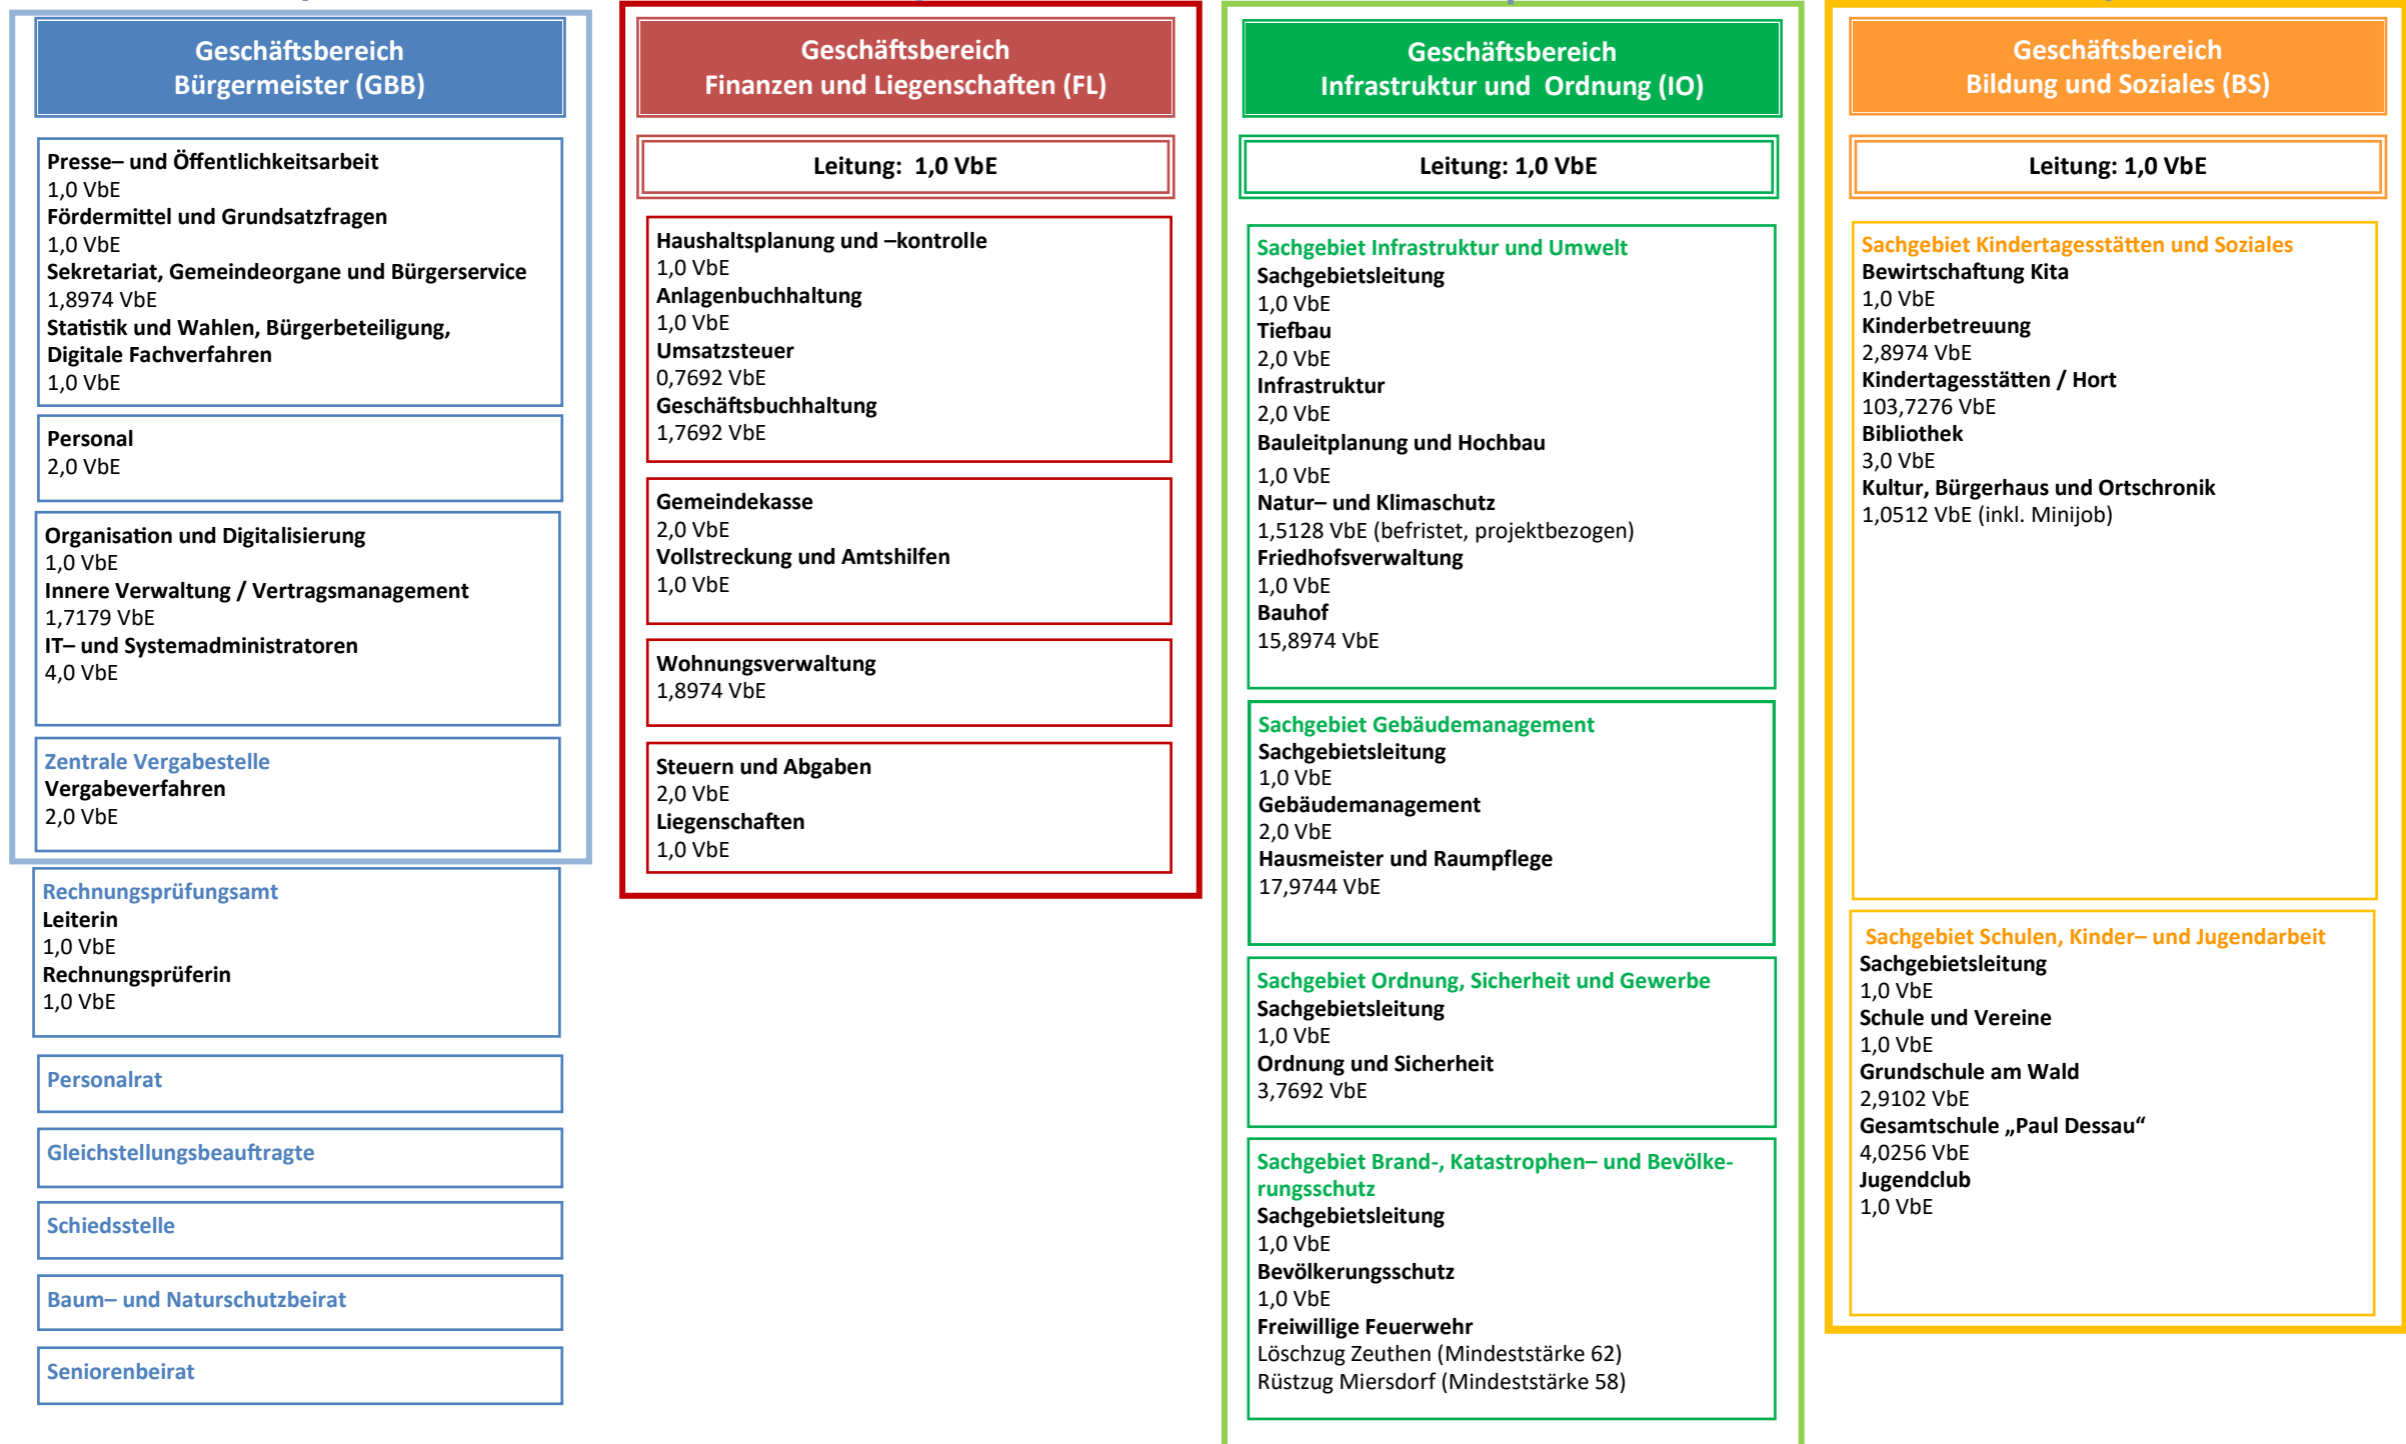 Geschäftsbereich
Bürgermeister (GBB)
Presse– und Öffentlichkeitsarbeit
1,0 VbE
Fördermittel und Grundsatzfragen
1,0 VbE
Sekretariat, Gemeindeorgane und Bürgerservice
1,8974 VbE
Statistik und Wahlen, Bürgerbeteiligung,
Digitale Fachverfahren
1,0 VbE
Personal
2,0 VbE
Organisation und Digitalisierung
1,0 VbE
Innere Verwaltung / Vertragsmanagement
1,7179 VbE
IT– und Systemadministratoren
4,0 VbE
Zentrale Vergabestelle
Vergabeverfahren
2,0 VbE
Rechnungsprüfungsamt
Leiterin
1,0 VbE
Rechnungsprüferin
1,0 VbE
Personalrat
Gleichstellungsbeauftragte
Schiedsstelle
Baum– und Naturschutzbeirat
Seniorenbeirat
Geschäftsbereich
Finanzen und Liegenschaften (FL)
Leitung:  1,0 VbE
Haushaltsplanung und –kontrolle
1,0 VbE
Anlagenbuchhaltung
1,0 VbE
Umsatzsteuer
0,7692 VbE
Geschäftsbuchhaltung
1,7692 VbE
Gemeindekasse
2,0 VbE
Vollstreckung und Amtshilfen
1,0 VbE
Wohnungsverwaltung
1,8974 VbE
Steuern und Abgaben
2,0 VbE
Liegenschaften
1,0 VbE
Geschäftsbereich
Infrastruktur und  Ordnung (IO)
Leitung: 1,0 VbE
Sachgebiet Infrastruktur und Umwelt
Sachgebietsleitung
1,0 VbE
Tiefbau
2,0 VbE
Infrastruktur
2,0 VbE
Bauleitplanung und Hochbau
1,0 VbE
Natur– und Klimaschutz
1,5128 VbE (befristet, projektbezogen)
Friedhofsverwaltung
1,0 VbE
Bauhof
15,8974 VbE
Sachgebiet Gebäudemanagement
Sachgebietsleitung
1,0 VbE
Gebäudemanagement
2,0 VbE
Hausmeister und Raumpflege
17,9744 VbE
Sachgebiet Ordnung, Sicherheit und Gewerbe
Sachgebietsleitung
1,0 VbE
Ordnung und Sicherheit
3,7692 VbE
Sachgebiet Brand-, Katastrophen– und Bevölke-
rungsschutz
Sachgebietsleitung
1,0 VbE
Bevölkerungsschutz
1,0 VbE
Freiwillige Feuerwehr
Löschzug Zeuthen (Mindeststärke 62)
Rüstzug Miersdorf (Mindeststärke 58)
Geschäftsbereich
Bildung und Soziales (BS)
Leitung: 1,0 VbE
Sachgebiet Kindertagesstätten und Soziales
Bewirtschaftung Kita
1,0 VbE
Kinderbetreuung
2,8974 VbE
Kindertagesstätten / Hort
103,7276 VbE
Bibliothek
3,0 VbE
Kultur, Bürgerhaus und Ortschronik
1,0512 VbE (inkl. Minijob)
Sachgebiet Schulen, Kinder– und Jugendarbeit
Sachgebietsleitung
1,0 VbE
Schule und Vereine
1,0 VbE
Grundschule am Wald
2,9102 VbE
Gesamtschule „Paul Dessau“
4,0256 VbE
Jugendclub
1,0 VbE